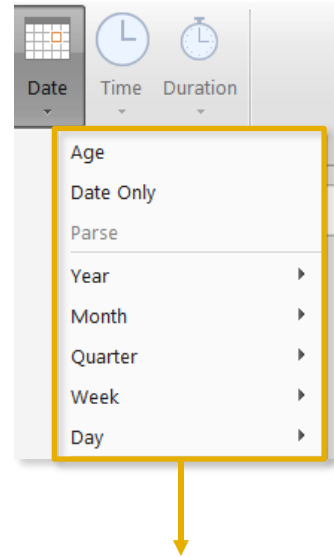 Date Time Duration
Age
Date Only
Parse
Year
Month
Quarter
Week
Day